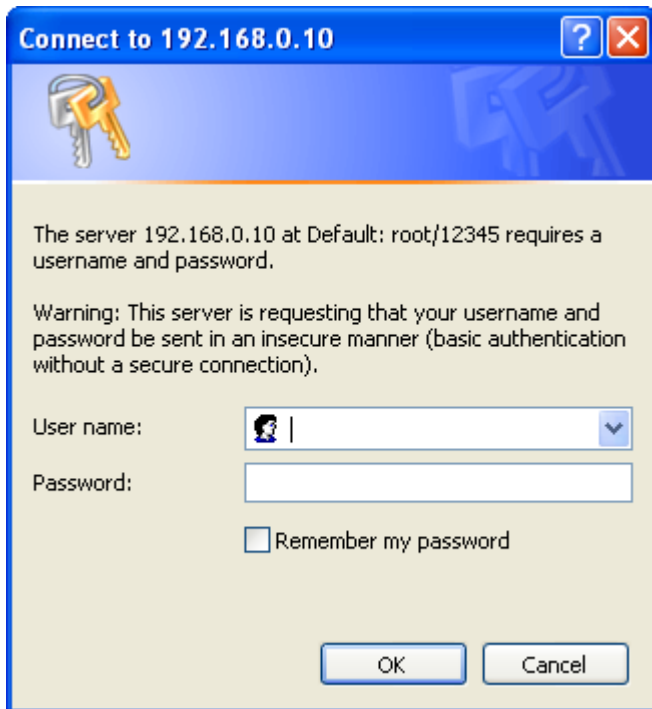 Connect to 192.168.0.10
The server 192.168.0.10 at Default: root/12345 requires a
username and password.
Warning: This server is requesting that your username and
password be sent in an insecure manner (basic authentication
without a secure connection).
User name:
Password:
Remember my password
OK Cancel